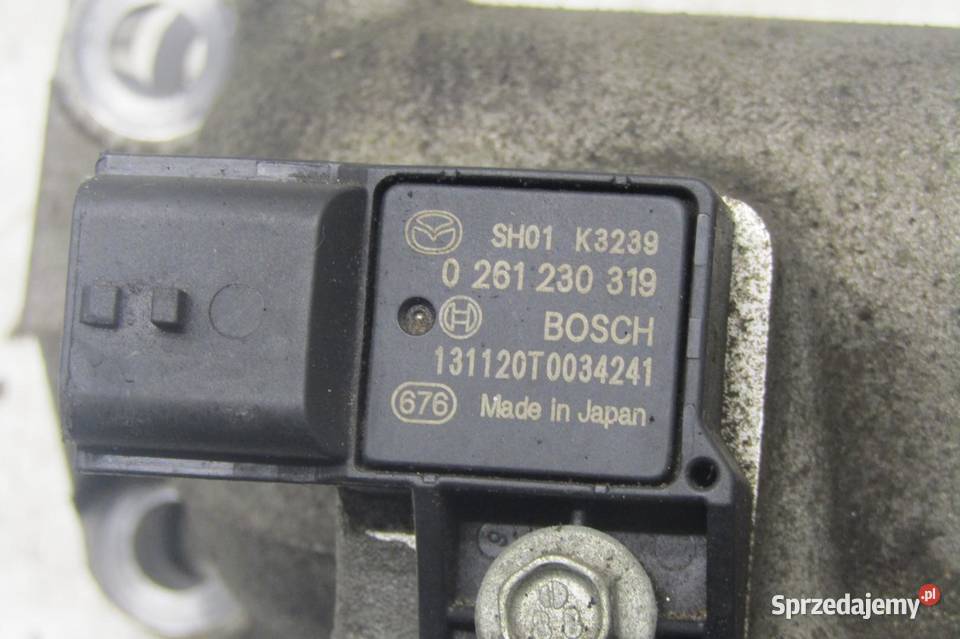 SH01 K3239
0 261 230 319
BOSCH
131120T0034241
676 Made in Japan
Sprzedajemy.pl